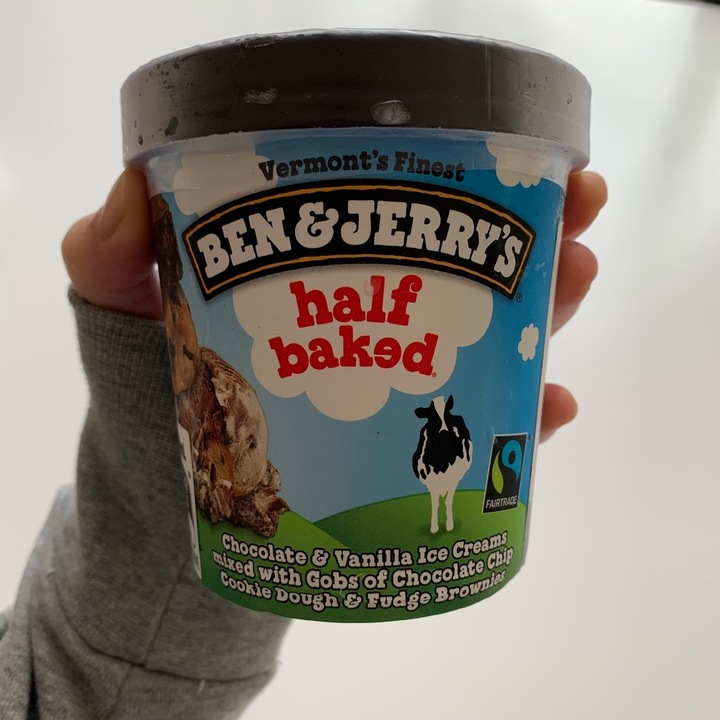 Vermont's Finest
BEN & JERRY'S
half
baked
FAIRTRADE
Chocolate & Vanilla Ice Creams
mixed with Gobs of Chocolate Chip
Cookie Dough & Fudge Brownies